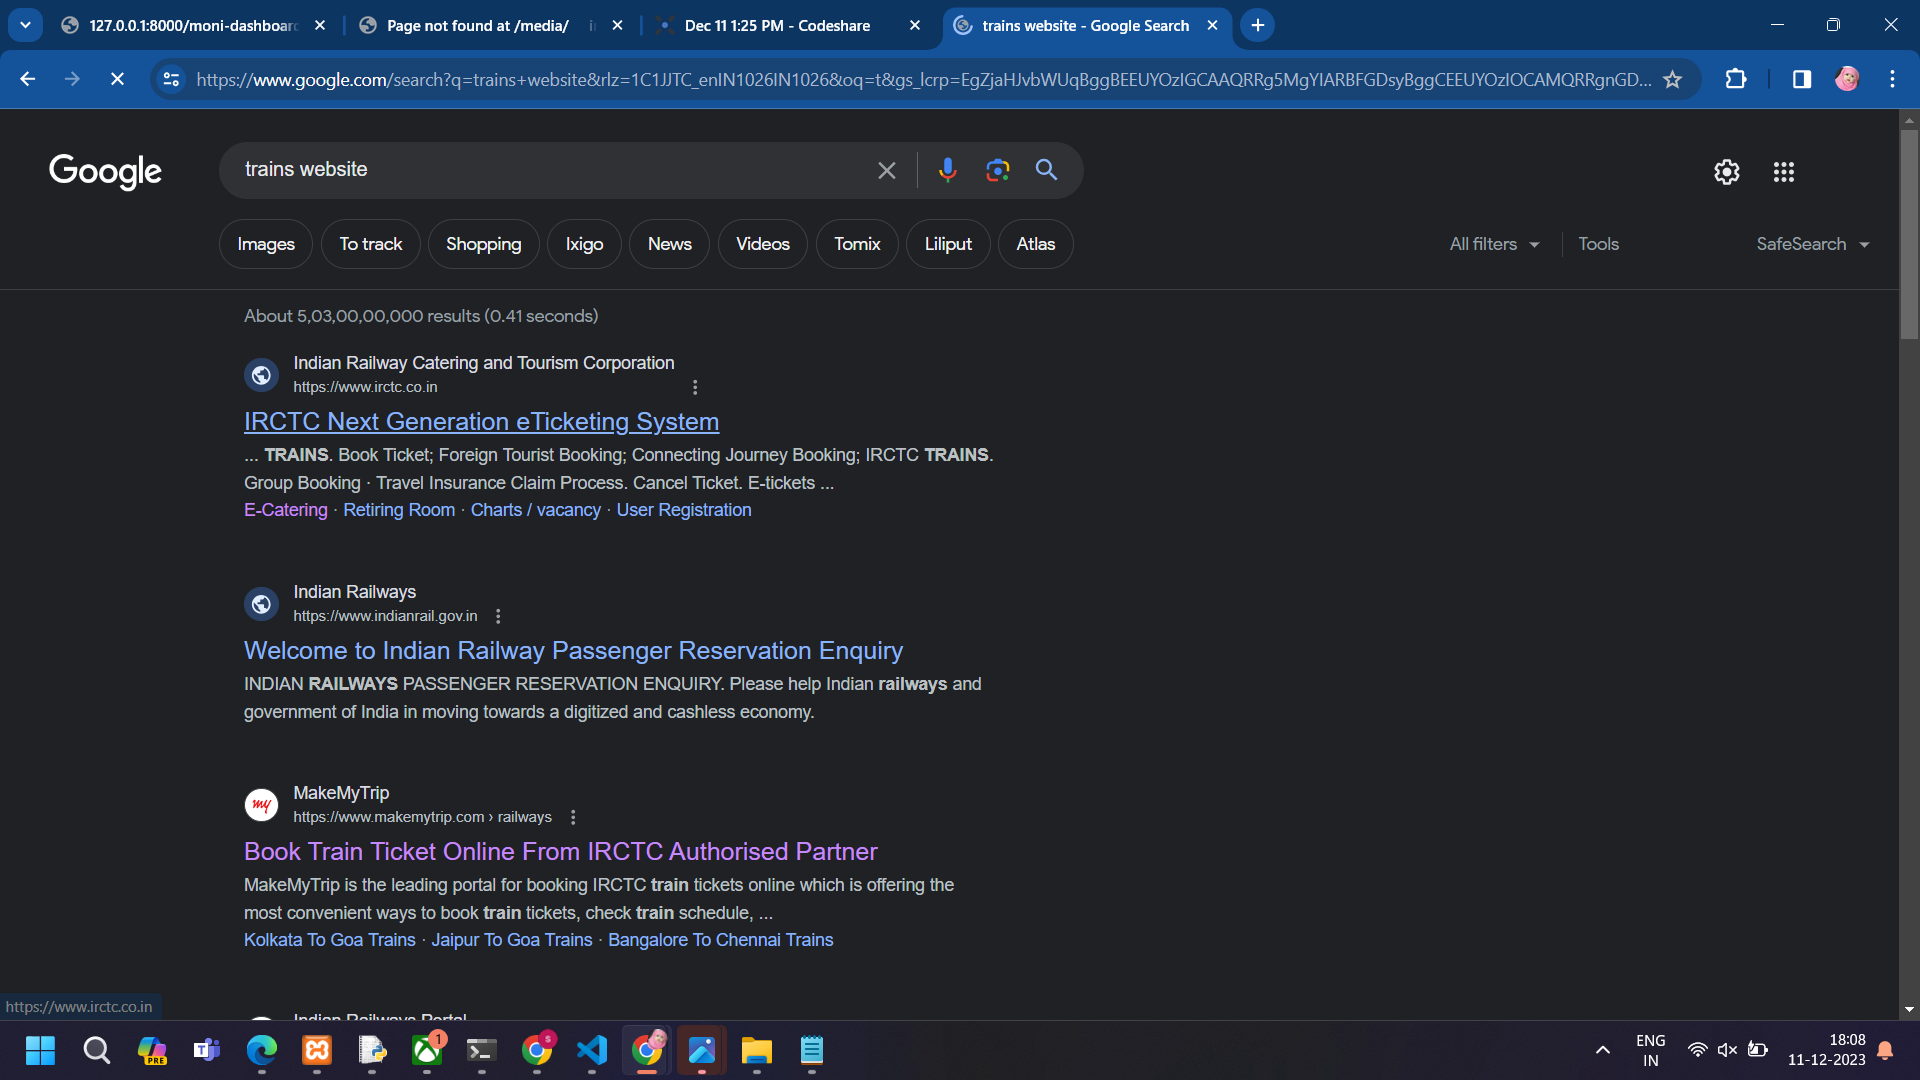 127.0.0.1:8000/moni-dashboard
Page not found at /media/
Dec 11 1:25 PM - Codeshare
trains website - Google Search
https://www.google.com/search?q=trains+website&rlz=1C1JJTC_enIN1026IN1026&oq=t&gs_lcrp=EgZjaHJvbWUqBggBEEUYOzIGCAAQRRg5MgYIARBFGDsyBggCEEUYOzIOCAMQRRgnGD...
Google
trains website
Images
To track
Shopping
Ixigo
News
Videos
Tomix
Liliput
Atlas
All filters
Tools
SafeSearch
About 5,03,00,00,000 results (0.41 seconds)
Indian Railway Catering and Tourism Corporation
https://www.irctc.co.in
IRCTC Next Generation eTicketing System
... TRAINS. Book Ticket; Foreign Tourist Booking; Connecting Journey Booking; IRCTC TRAINS.
Group Booking · Travel Insurance Claim Process. Cancel Ticket. E-tickets ...
E-Catering · Retiring Room · Charts / vacancy · User Registration
Indian Railways
https://www.indianrail.gov.in
Welcome to Indian Railway Passenger Reservation Enquiry
INDIAN RAILWAYS PASSENGER RESERVATION ENQUIRY. Please help Indian railways and
government of India in moving towards a digitized and cashless economy.
my
MakeMyTrip
https://www.makemytrip.com › railways
Book Train Ticket Online From IRCTC Authorised Partner
MakeMyTrip is the leading portal for booking IRCTC train tickets online which is offering the
most convenient ways to book train tickets, check train schedule, ...
Kolkata To Goa Trains · Jaipur To Goa Trains · Bangalore To Chennai Trains
Indian Railways Portal
https://www.irctc.co.in
PRE
1
ENG
IN
18:08
11-12-2023